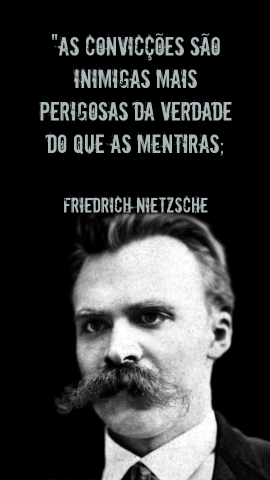 "AS CONVICÇÕES SÃO
INIMIGAS MAIS
PERIGOSAS DA VERDADE
DO QUE AS MENTIRAS;
FRIEDRICH NIETZSCHE